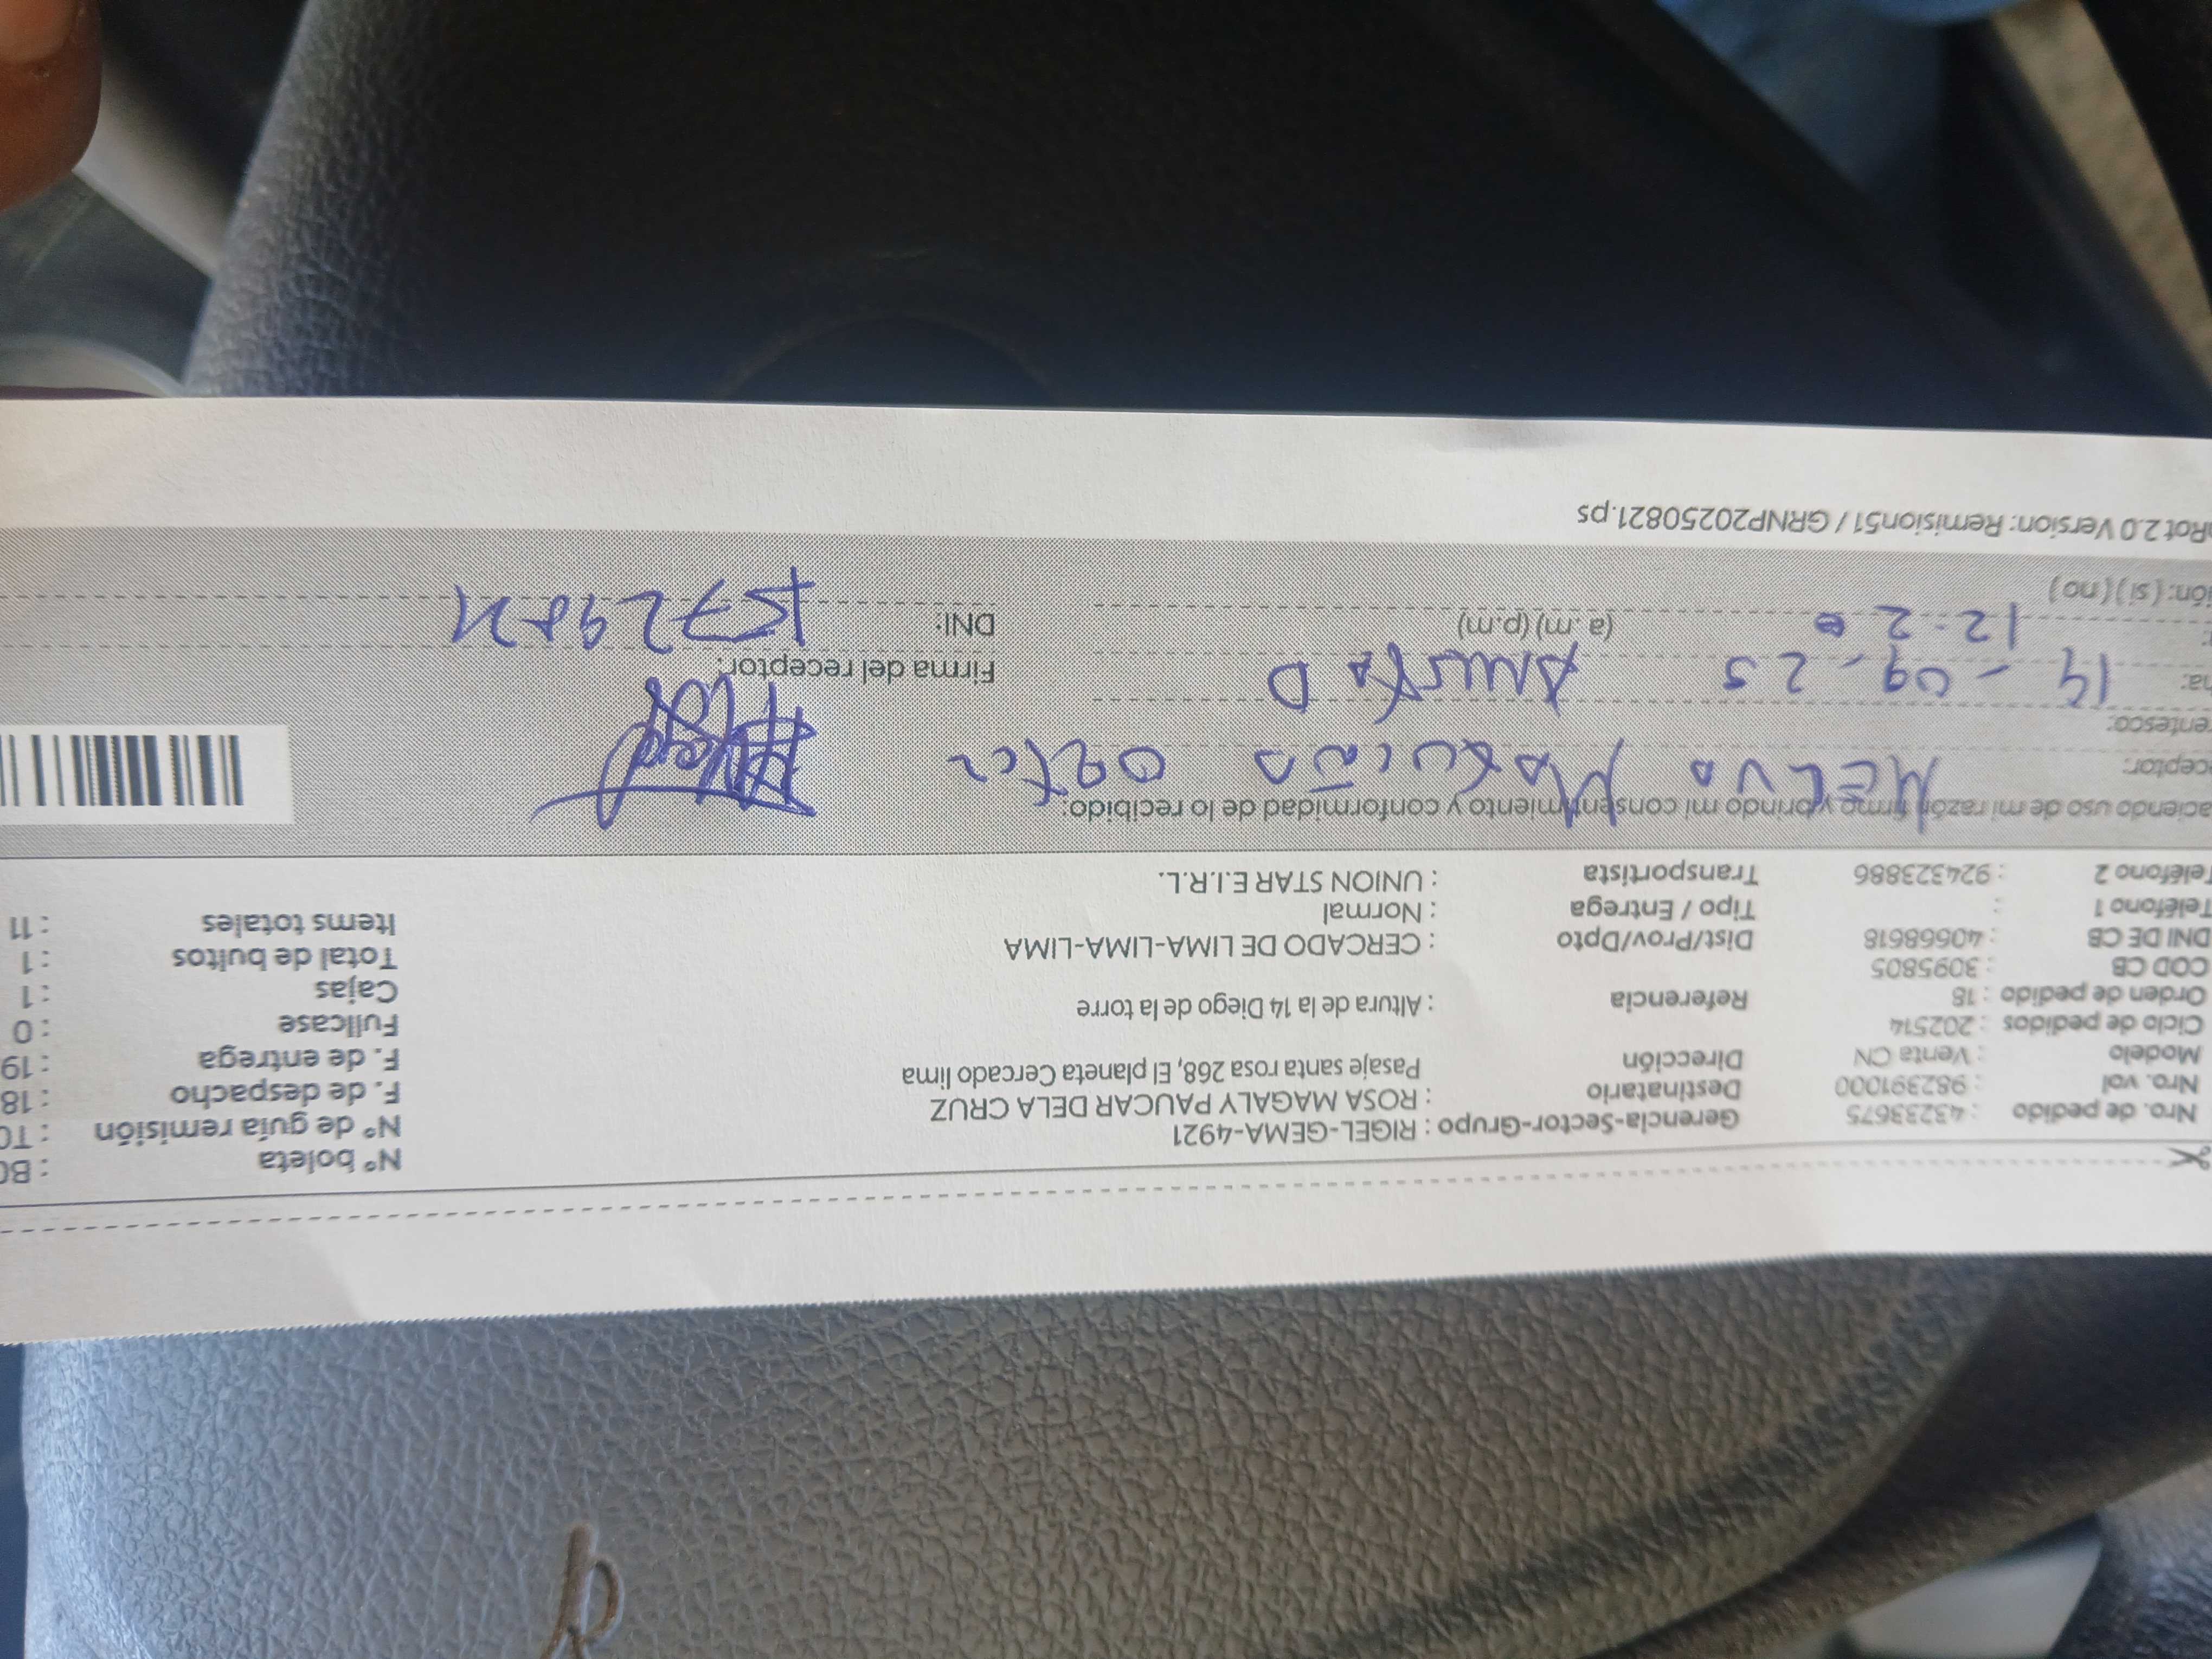 Nro. de pedido : 43233675 Gerencia-Sector-Grupo : RIGEL-GEMA-4921 N° boleta
Nro. vol : 982391000 Destinatario : ROSA MAGALY PAUCAR DELA CRUZ N° de guía remisión
Modelo : Venta CN Dirección Pasaje santa rosa 268, El planeta Cercado lima F. de despacho : 18
Ciclo de pedidos : 202514 F. de entrega : 19
Orden de pedido : 18 Referencia : Altura de la 14 Diego de la torre Fullcase : 0
COD CB : 3095805 Cajas : 1
DNI DE CB : 40668618 Dist/Prov/Dpto : CERCADO DE LIMA-LIMA-LIMA Total de bultos : 1
Teléfono 1 : Tipo / Entrega : Normal Items totales : 11
Teléfono 2 : 924323886 Transportista : UNION STAR E.I.R.L.
aciendo uso de mi razón firmo y brindo mi consentimiento y conformidad de lo recibido:
ceptor: MELVA
entesco:
na: 19-09-25 Firma del receptor:
12:20 (a.m) (p.m) DNI:
ión: (si) (no)
Rot 2.0 Version: Remision51 / GRNP20250821.ps